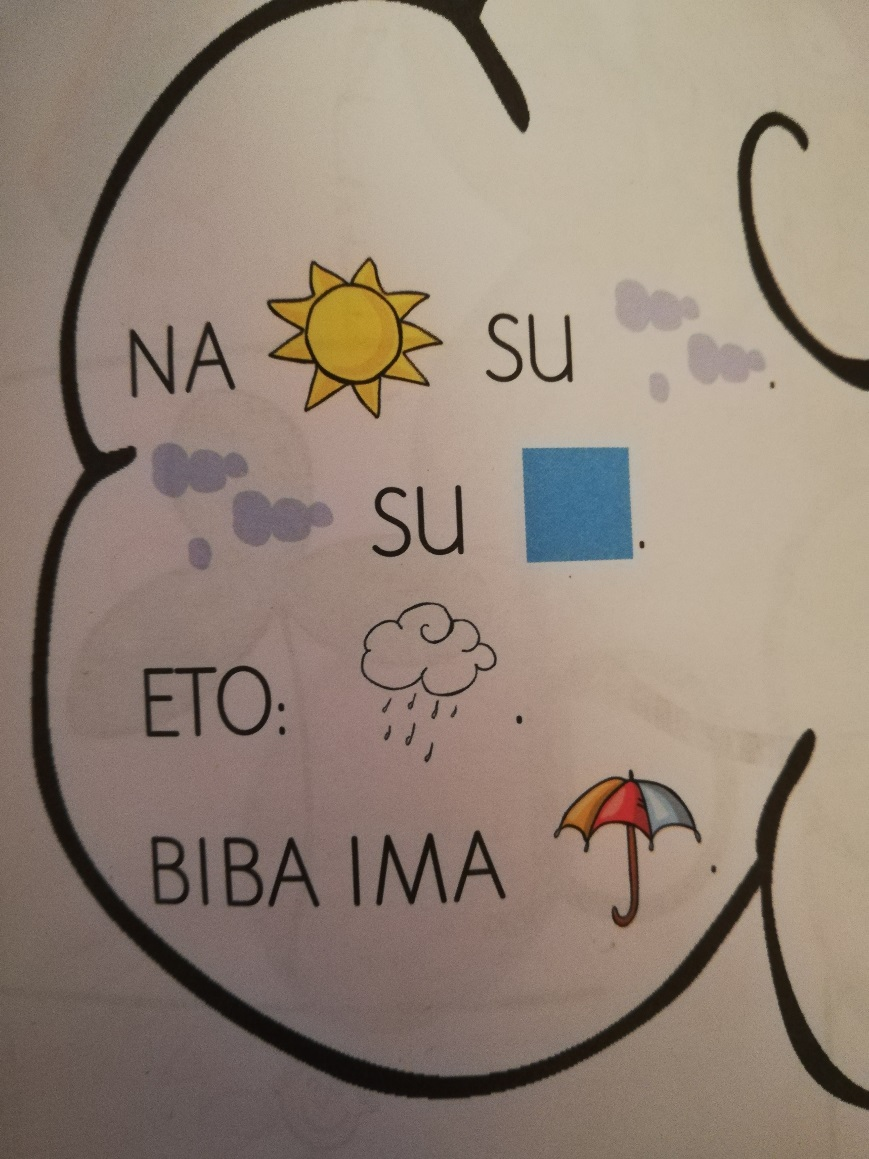 NA SU .
SU .
ETO: .
BIBA IMA .